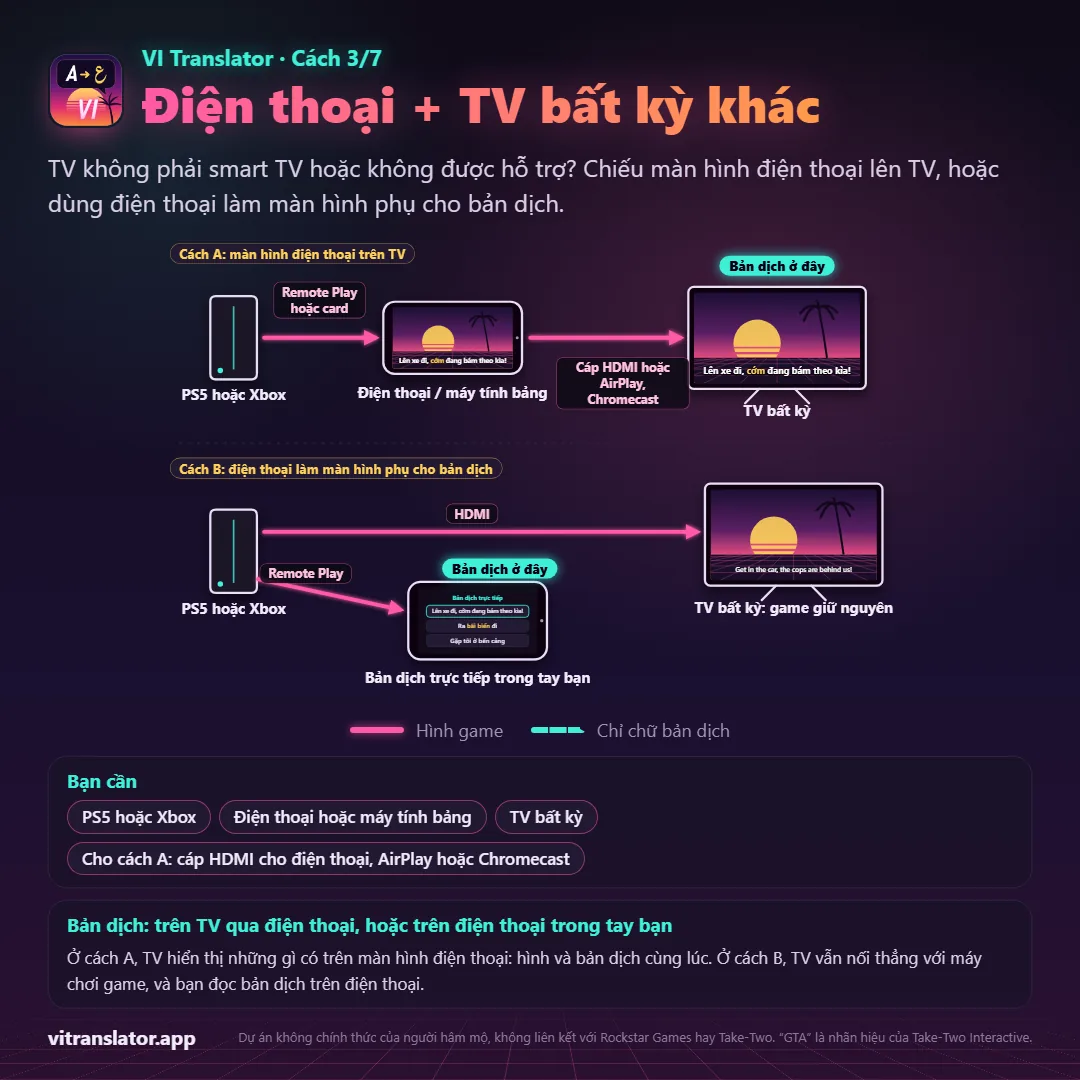 A→ع
VI
VI Translator · Cách 3/7
Điện thoại + TV bất kỳ khác
TV không phải smart TV hoặc không được hỗ trợ? Chiếu màn hình điện thoại lên TV, hoặc
dùng điện thoại làm màn hình phụ cho bản dịch.
Cách A: màn hình điện thoại trên TV
Bản dịch ở đây
Remote Play
hoặc card
Lên xe đi, cớm đang bám theo kìa!
Lên xe đi, cớm đang bám theo kìa!
Cáp HDMI hoặc
AirPlay,
Chromecast
PS5 hoặc Xbox
Điện thoại / máy tính bảng
TV bất kỳ
Cách B: điện thoại làm màn hình phụ cho bản dịch
HDMI
Get in the car, the cops are behind us!
Remote Play
Bản dịch ở đây
Bản dịch trực tiếp
Lên xe đi, cớm đang bám theo kìa!
Ra bãi biển đi
Gặp tôi ở bến cảng
PS5 hoặc Xbox
TV bất kỳ: game giữ nguyên
Bản dịch trực tiếp trong tay bạn
Hình game
Chỉ chữ bản dịch
Bạn cần
PS5 hoặc Xbox
Điện thoại hoặc máy tính bảng
TV bất kỳ
Cho cách A: cáp HDMI cho điện thoại, AirPlay hoặc Chromecast
Bản dịch: trên TV qua điện thoại, hoặc trên điện thoại trong tay bạn
Ở cách A, TV hiển thị những gì có trên màn hình điện thoại: hình và bản dịch cùng lúc. Ở cách B, TV vẫn nối thẳng với máy
chơi game, và bạn đọc bản dịch trên điện thoại.
vitranslator.app
Dự án không chính thức của người hâm mộ, không liên kết với Rockstar Games hay Take-Two. “GTA” là nhãn hiệu của Take-Two Interactive.